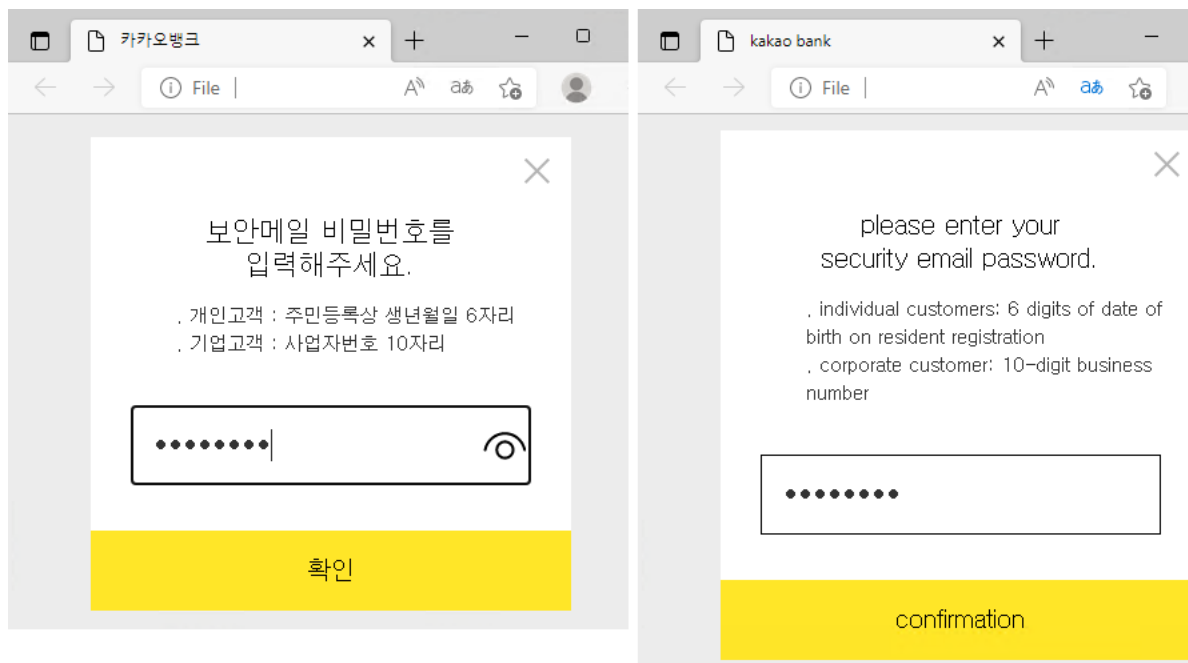 카카오뱅크
File
aあ
보안메일 비밀번호를
입력해주세요.
. 개인고객 : 주민등록상 생년월일 6자리
. 기업고객 : 사업자번호 10자리
확인
kakao bank
File
aあ
please enter your
security email password.
. individual customers: 6 digits of date of
birth on resident registration
. corporate customer: 10-digit business
number
confirmation